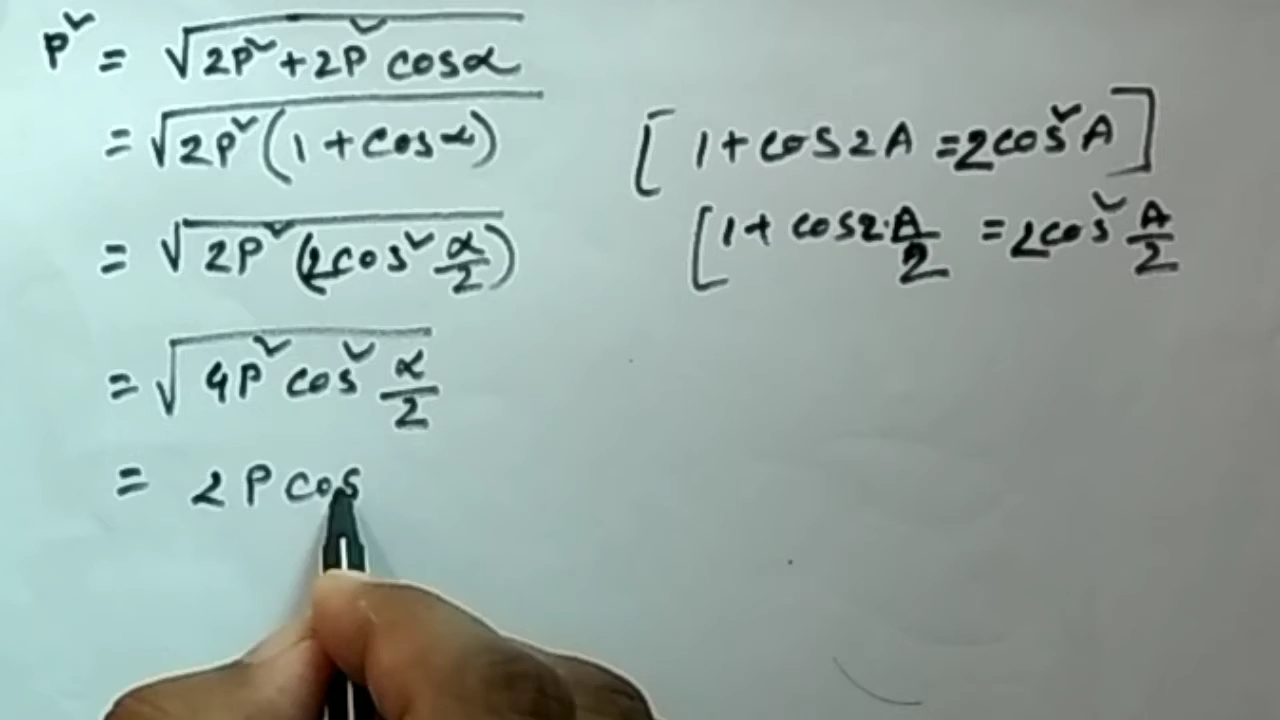 P² = √2P²+2P² cosα
= √2P²(1+cosα)
[1+cos2A =2cos²A]
= √2P²(2cos² α/2)
[1+cos2.A/2 =2cos² A/2
= √4P² cos² α/2
= 2P cos